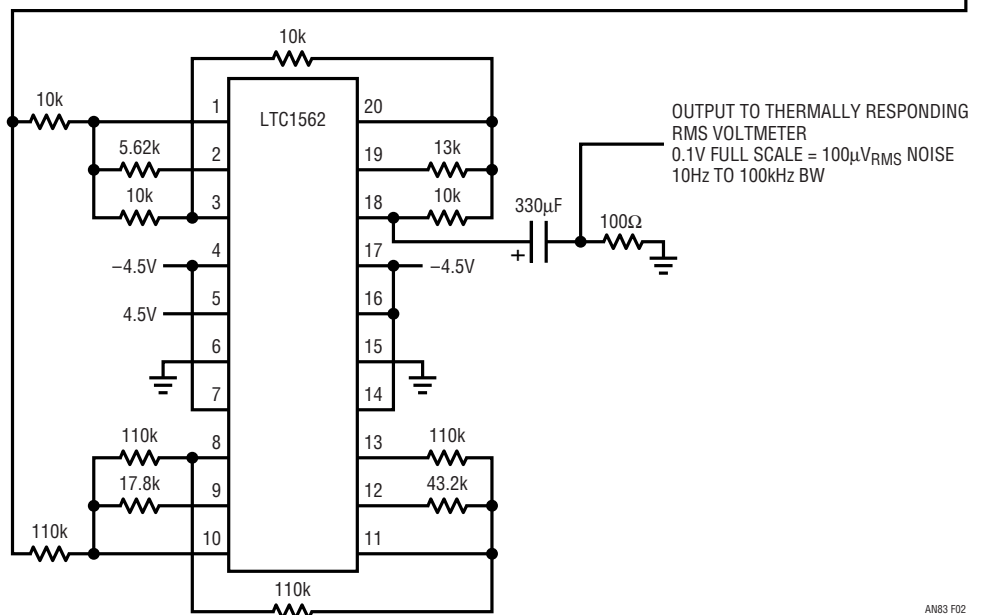 10k
10k
1
LTC1562
20
5.62k
2
19
13k
10k
3
18
10k
330µF
100Ω
+
OUTPUT TO THERMALLY RESPONDING
RMS VOLTMETER
0.1V FULL SCALE = 100µVRMS NOISE
10Hz TO 100kHz BW
–4.5V
4
17
–4.5V
4.5V
5
16
6
15
7
14
110k
8
13
110k
17.8k
9
12
43.2k
110k
10
11
110k
AN83 F02